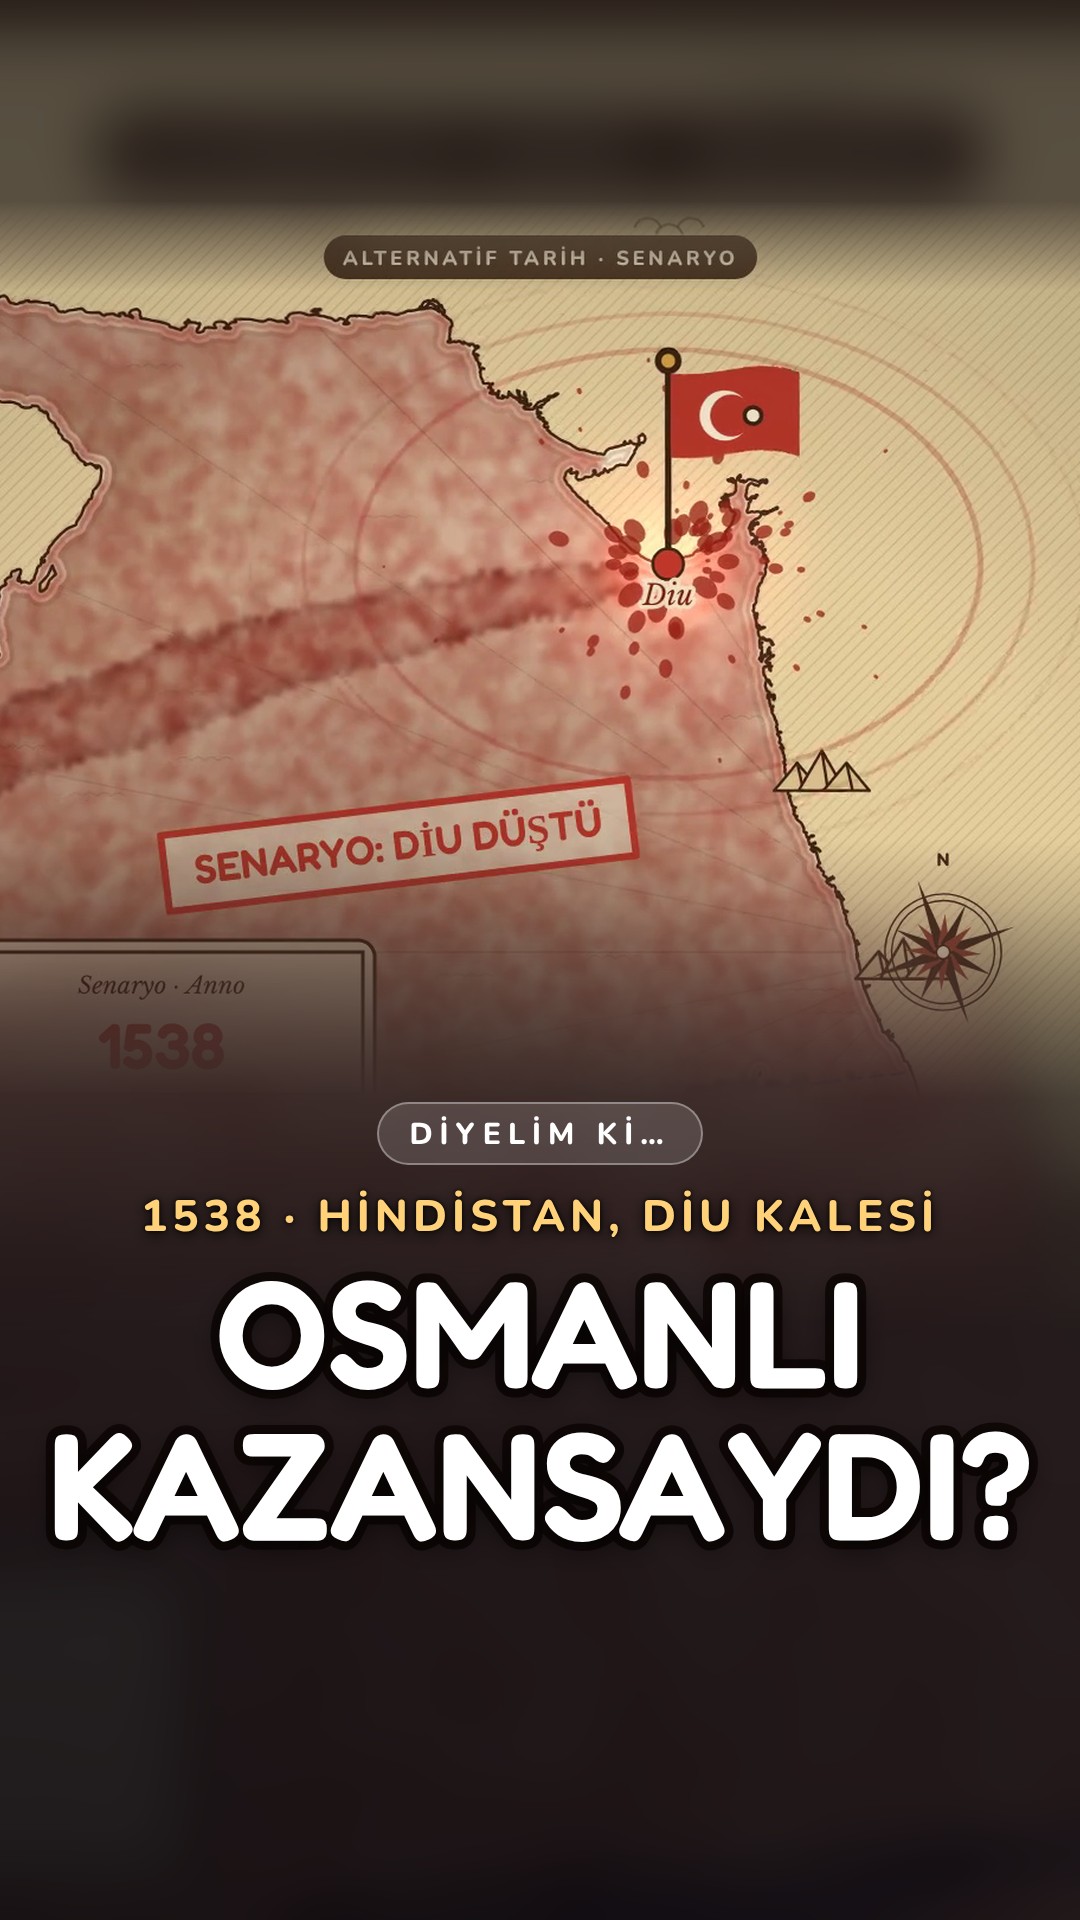 ALTERNATİF TARİH · SENARYO
Diu
SENARYO: DİU DÜŞTÜ
N
Senaryo · Anno
1538
DİYELİM Kİ...
1538 · HİNDİSTAN, DİU KALESİ
OSMANLI
KAZANSAYDI?